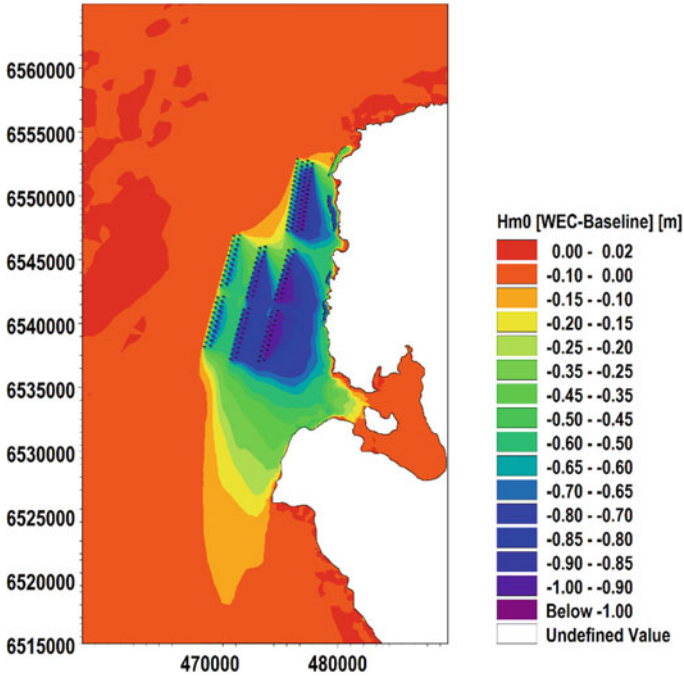 6560000
6555000
6550000
6545000
6540000
6535000
6530000
6525000
6520000
6515000
470000 480000
Hm0 [WEC-Baseline] [m]
0.00 - 0.02
-0.10 - 0.00
-0.15 - -0.10
-0.20 - -0.15
-0.25 - -0.20
-0.35 - -0.25
-0.45 - -0.35
-0.50 - -0.45
-0.60 - -0.50
-0.65 - -0.60
-0.70 - -0.65
-0.80 - -0.70
-0.85 - -0.80
-0.90 - -0.85
-1.00 - -0.90
Below -1.00
Undefined Value